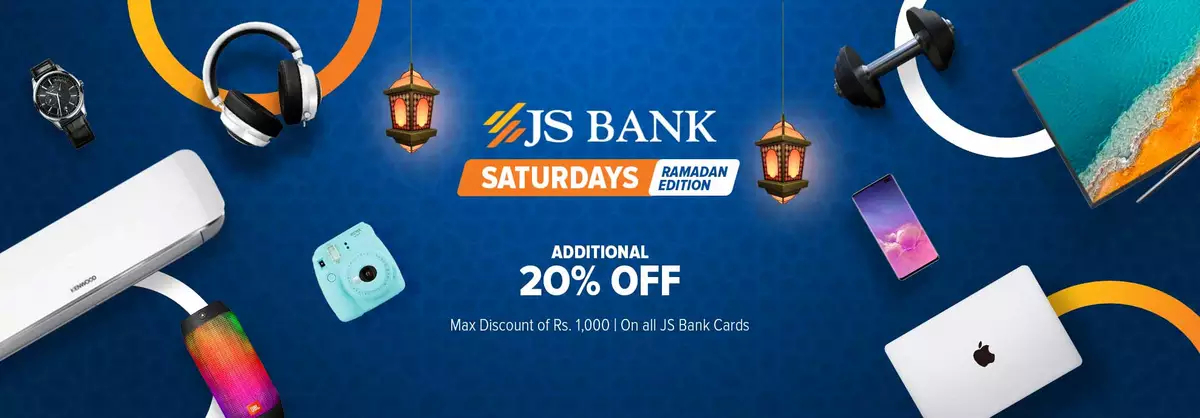 JS BANK
SATURDAYS
RAMADAN
EDITION
ADDITIONAL
20% OFF
Max Discount of Rs. 1,000 | On all JS Bank Cards
KENWOOD
JBL